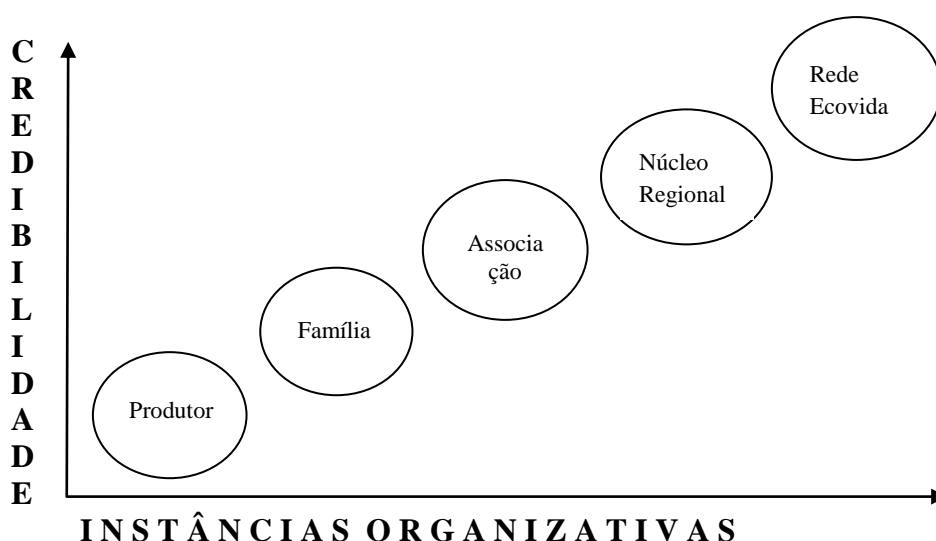 CREDIBILIDADE
Rede
Ecovida
Núcleo
Regional
Associa
ção
Família
Produtor
INSTÂNCIAS ORGANIZATIVAS